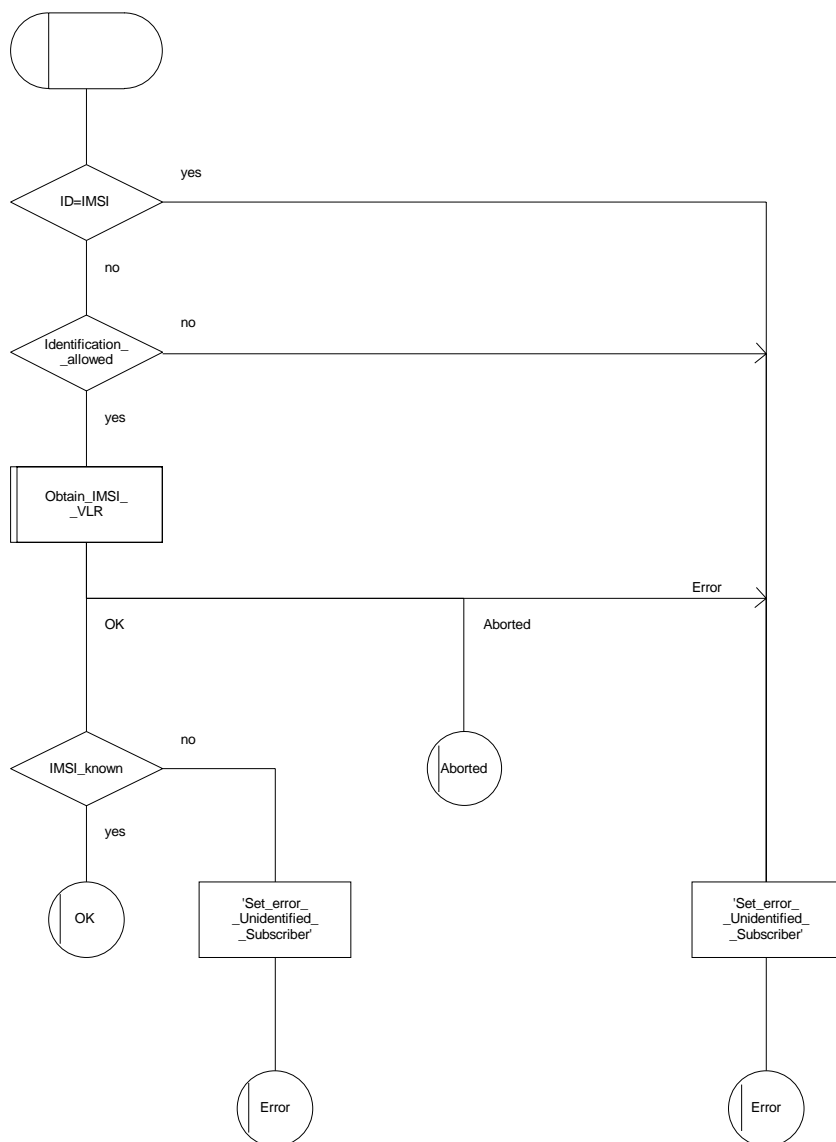 yes
ID=IMSI
no
no
Identification_
_allowed
yes
Obtain_IMSI_
_VLR
Error
OK
Aborted
no
IMSI_known
Aborted
yes
OK
'Set_error_
_Unidentified_
_Subscriber'
'Set_error_
_Unidentified_
_Subscriber'
Error
Error